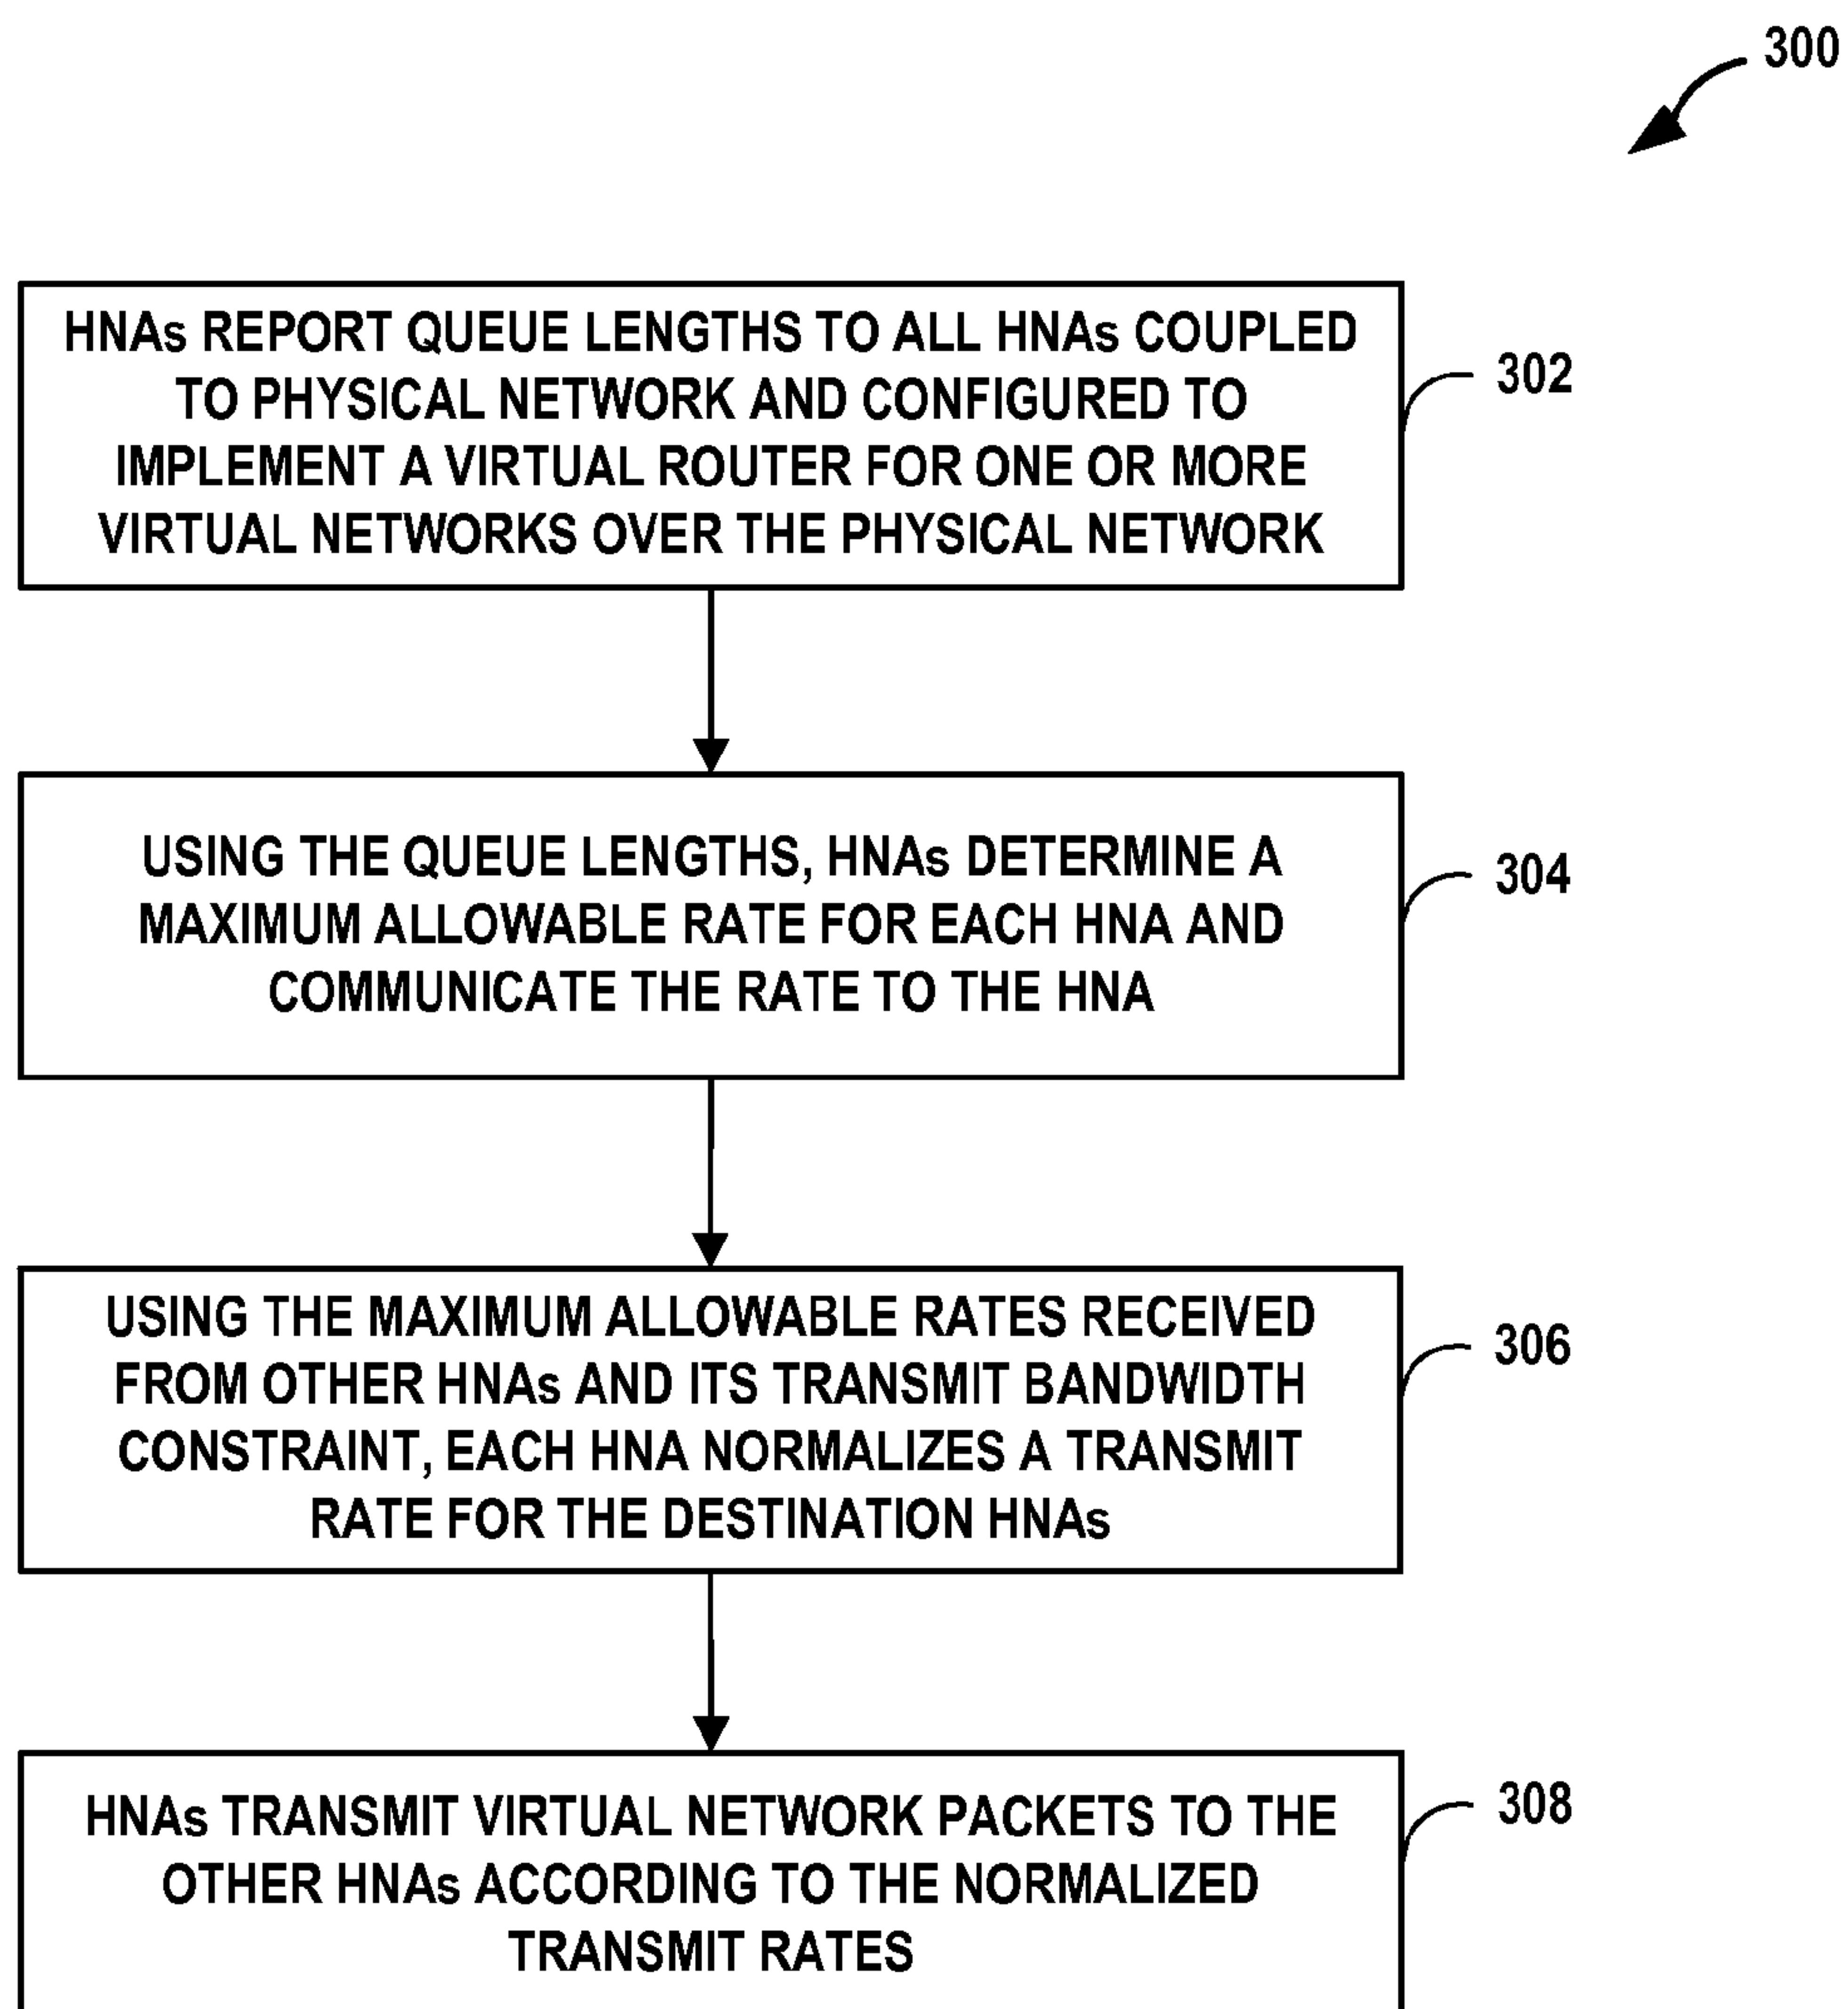 300
HNAs REPORT QUEUE LENGTHS TO ALL HNAs COUPLED
TO PHYSICAL NETWORK AND CONFIGURED TO
IMPLEMENT A VIRTUAL ROUTER FOR ONE OR MORE
VIRTUAL NETWORKS OVER THE PHYSICAL NETWORK
302
USING THE QUEUE LENGTHS, HNAs DETERMINE A
MAXIMUM ALLOWABLE RATE FOR EACH HNA AND
COMMUNICATE THE RATE TO THE HNA
304
USING THE MAXIMUM ALLOWABLE RATES RECEIVED
FROM OTHER HNAs AND ITS TRANSMIT BANDWIDTH
CONSTRAINT, EACH HNA NORMALIZES A TRANSMIT
RATE FOR THE DESTINATION HNAs
306
HNAs TRANSMIT VIRTUAL NETWORK PACKETS TO THE
OTHER HNAs ACCORDING TO THE NORMALIZED
TRANSMIT RATES
308